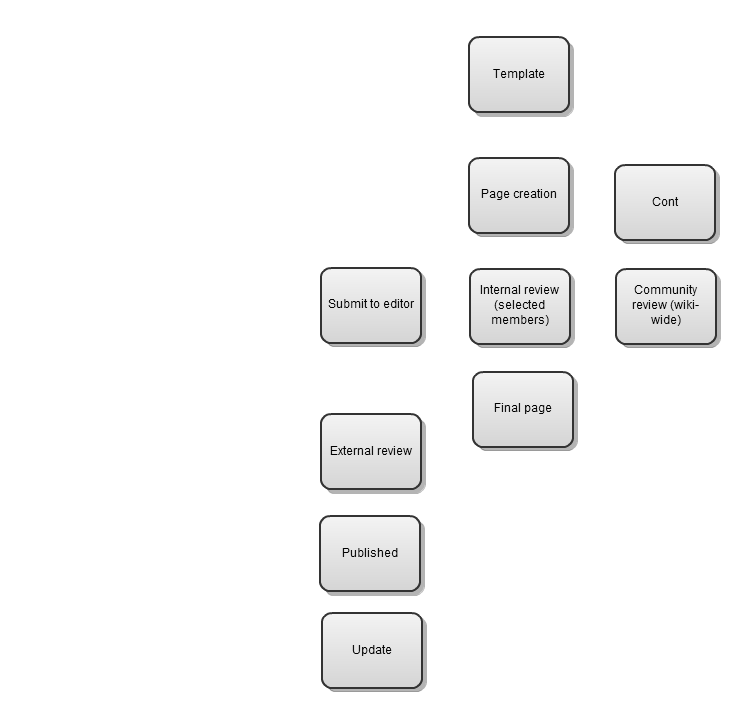 Template
Page creation
Cont
Submit to editor
Internal review
(selected
members)
Community
review (wiki-
wide)
Final page
External review
Published
Update